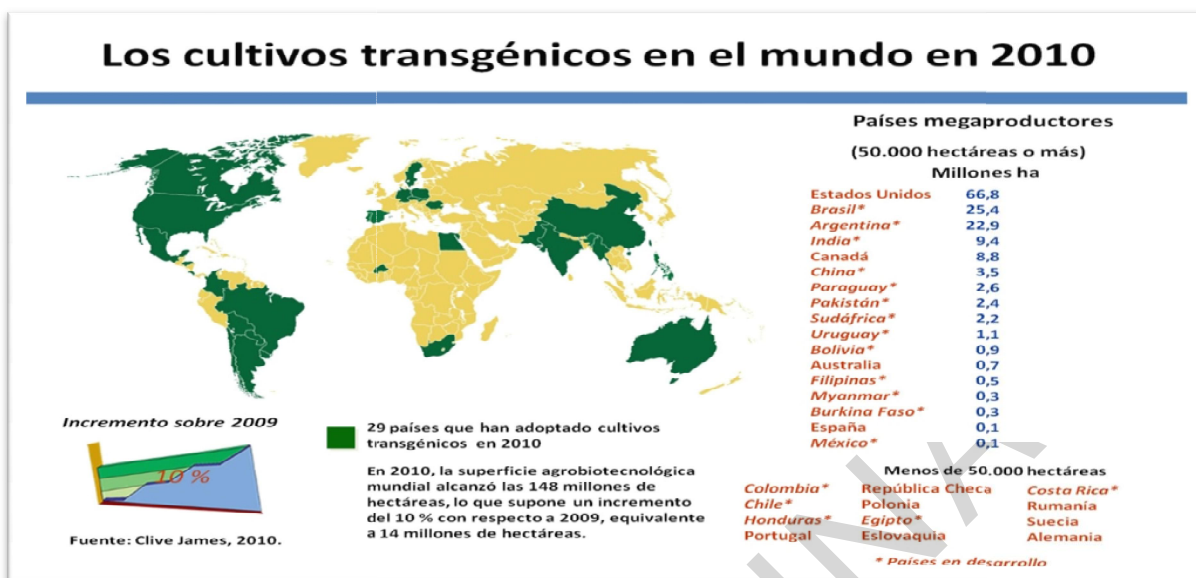 Los cultivos transgénicos en el mundo en 2010
Países megaproductores
(50.000 hectáreas o más)
Millones ha
Estados Unidos 66,8
Brasil* 25,4
Argentina* 22,9
India* 9,4
Canadá 8,8
China* 3,5
Paraguay* 2,6
Pakistán* 2,4
Sudáfrica* 2,2
Uruguay* 1,1
Bolivia* 0,9
Australia 0,7
Filipinas* 0,5
Myanmar* 0,3
Burkina Faso* 0,3
España 0,1
México* 0,1
Incremento sobre 2009
10 %
Fuente: Clive James, 2010.
29 países que han adoptado cultivos
transgénicos en 2010
En 2010, la superficie agrobiotecnológica
mundial alcanzó las 148 millones de
hectáreas, lo que supone un incremento
del 10 % con respecto a 2009, equivalente
a 14 millones de hectáreas.
Menos de 50.000 hectáreas
Colombia* República Checa Costa Rica*
Chile* Polonia Rumania
Honduras* Egipto* Suecia
Portugal Eslovaquia Alemania
* Países en desarrollo